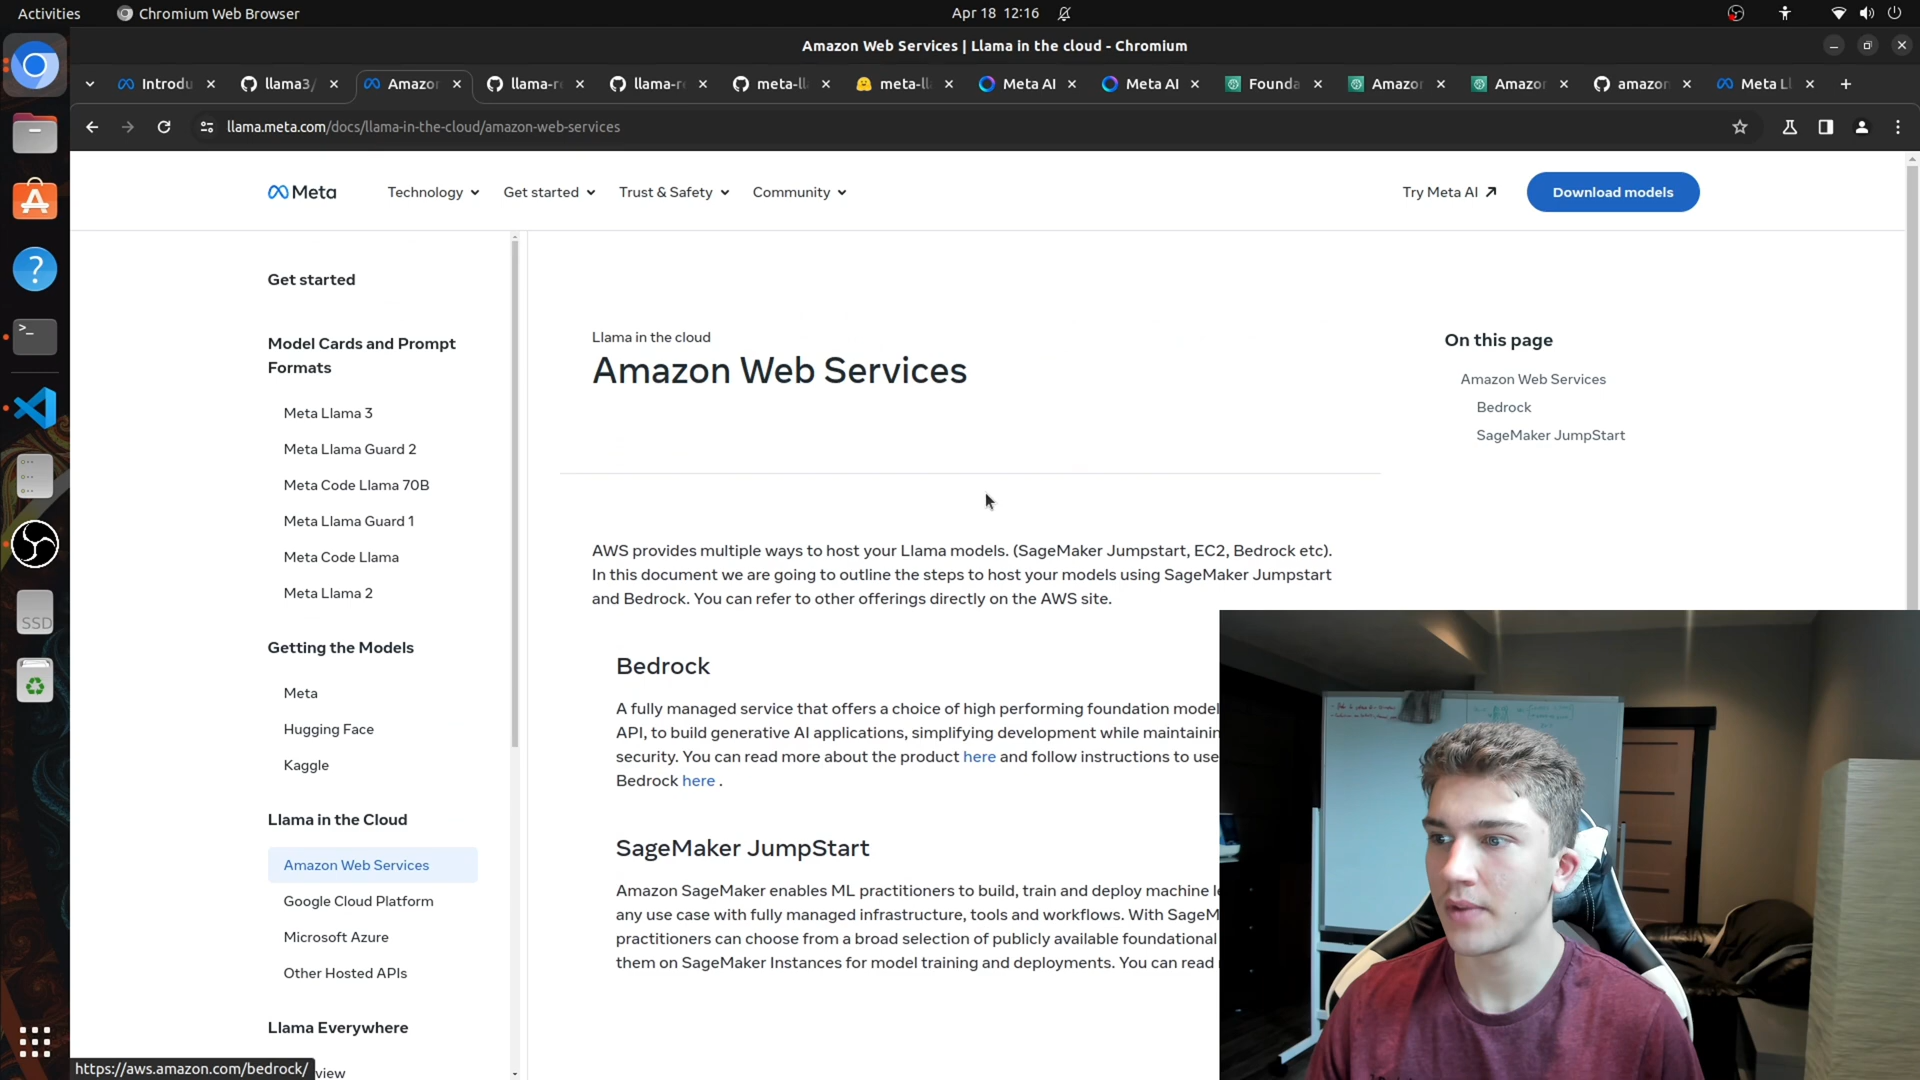 Activities
Chromium Web Browser
Apr 18 12:16
Amazon Web Services | Llama in the cloud - Chromium
Introdu
llama3/
Amazon
llama-re
llama-re
meta-ll
meta-ll
Meta AI
Meta AI
Founda
Amazon
Amazon
amazon
Meta Ll
llama.meta.com/docs/llama-in-the-cloud/amazon-web-services
Meta
Technology
Get started
Trust & Safety
Community
Try Meta AI
Download models
Get started
Model Cards and Prompt
Formats
Meta Llama 3
Meta Llama Guard 2
Meta Code Llama 70B
Meta Llama Guard 1
Meta Code Llama
Meta Llama 2
Getting the Models
Meta
Hugging Face
Kaggle
Llama in the Cloud
Amazon Web Services
Google Cloud Platform
Microsoft Azure
Other Hosted APIs
Llama Everywhere
view
https://aws.amazon.com/bedrock/
SSD
Llama in the cloud
Amazon Web Services
AWS provides multiple ways to host your Llama models. (SageMaker Jumpstart, EC2, Bedrock etc).
In this document we are going to outline the steps to host your models using SageMaker Jumpstart
and Bedrock. You can refer to other offerings directly on the AWS site.
Bedrock
A fully managed service that offers a choice of high performing foundation model
API, to build generative AI applications, simplifying development while maintainin
security. You can read more about the product here and follow instructions to use
Bedrock here .
SageMaker JumpStart
Amazon SageMaker enables ML practitioners to build, train and deploy machine le
any use case with fully managed infrastructure, tools and workflows. With SageM
practitioners can choose from a broad selection of publicly available foundational
them on SageMaker Instances for model training and deployments. You can read
On this page
Amazon Web Services
Bedrock
SageMaker JumpStart